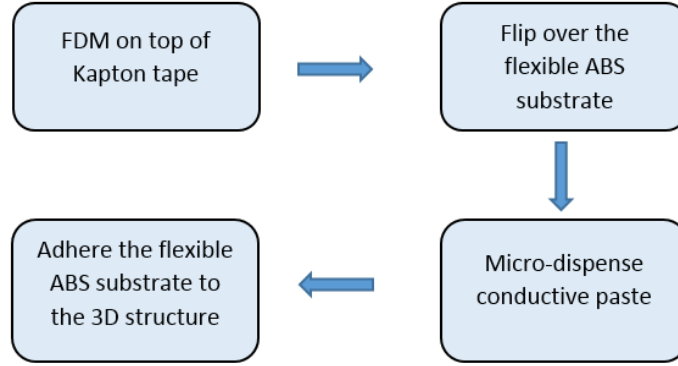 FDM on top of
Kapton tape
Flip over the
flexible ABS
substrate
Micro-dispense
conductive paste
Adhere the flexible
ABS substrate to
the 3D structure